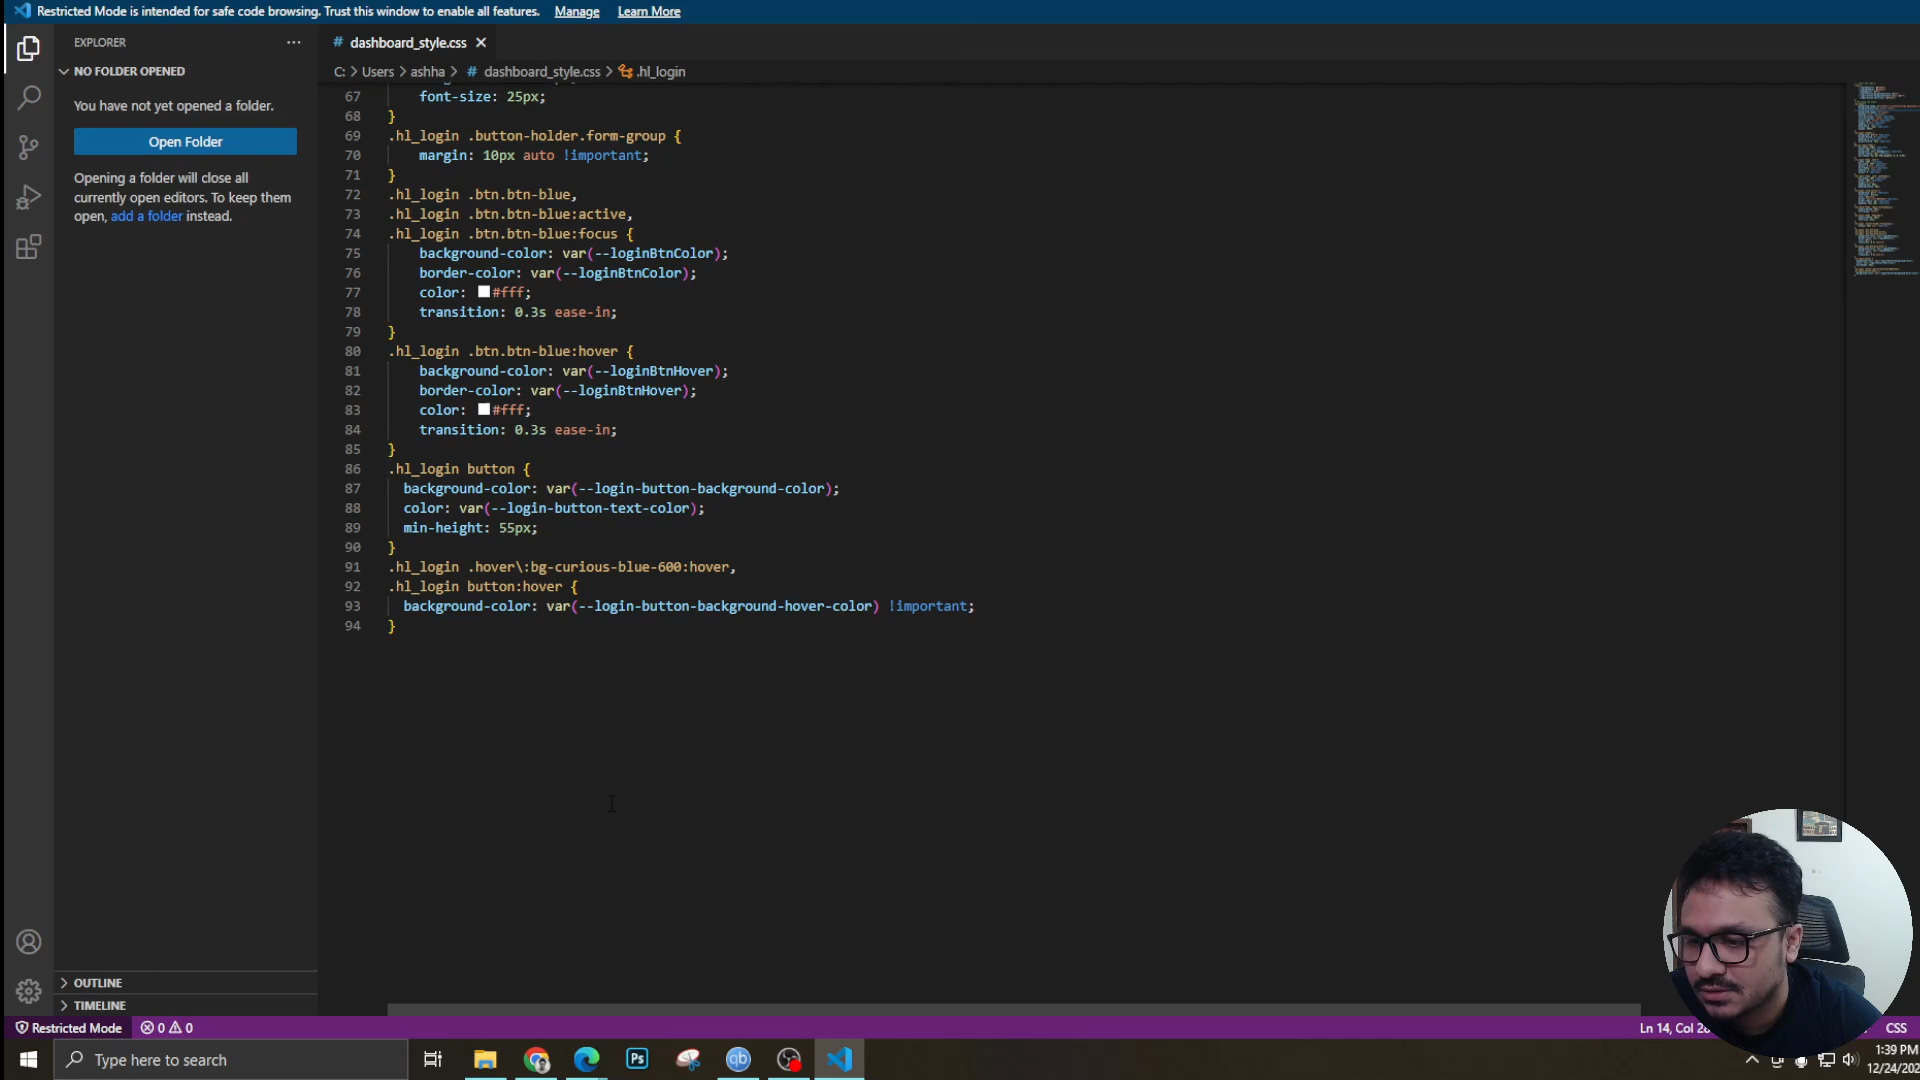 Restricted Mode is intended for safe code browsing. Trust this window to enable all features. Manage Learn More
EXPLORER
# dashboard_style.css
NO FOLDER OPENED
C: > Users > ashha > # dashboard_style.css > .hl_login
You have not yet opened a folder.
Open Folder
Opening a folder will close all
currently open editors. To keep them
open, add a folder instead.
67 font-size: 25px;
68 }
69 .hl_login .button-holder.form-group {
70 margin: 10px auto !important;
71 }
72 .hl_login .btn.btn-blue,
73 .hl_login .btn.btn-blue:active,
74 .hl_login .btn.btn-blue:focus {
75 background-color: var(--loginBtnColor);
76 border-color: var(--loginBtnColor);
77 color: #fff;
78 transition: 0.3s ease-in;
79 }
80 .hl_login .btn.btn-blue:hover {
81 background-color: var(--loginBtnHover);
82 border-color: var(--loginBtnHover);
83 color: #fff;
84 transition: 0.3s ease-in;
85 }
86 .hl_login button {
87 background-color: var(--login-button-background-color);
88 color: var(--login-button-text-color);
89 min-height: 55px;
90 }
91 .hl_login .hover\:bg-curious-blue-600:hover,
92 .hl_login button:hover {
93 background-color: var(--login-button-background-hover-color) !important;
94 }
OUTLINE
TIMELINE
Restricted Mode 0 0
Ln 14, Col
CSS
Type here to search
Ps
qb
1:39 PM
12/24/202